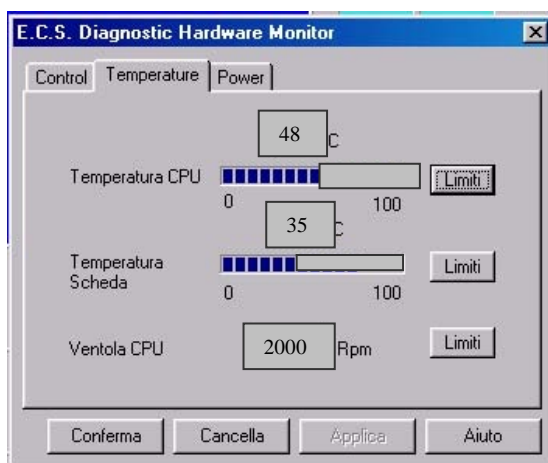 E.C.S. Diagnostic Hardware Monitor
Control Temperature Power
48 C
Temperatura CPU Limiti
0 100
35 C
Temperatura Scheda Limiti
0 100
Ventola CPU 2000 Rpm Limiti
Conferma Cancella Applica Aiuto